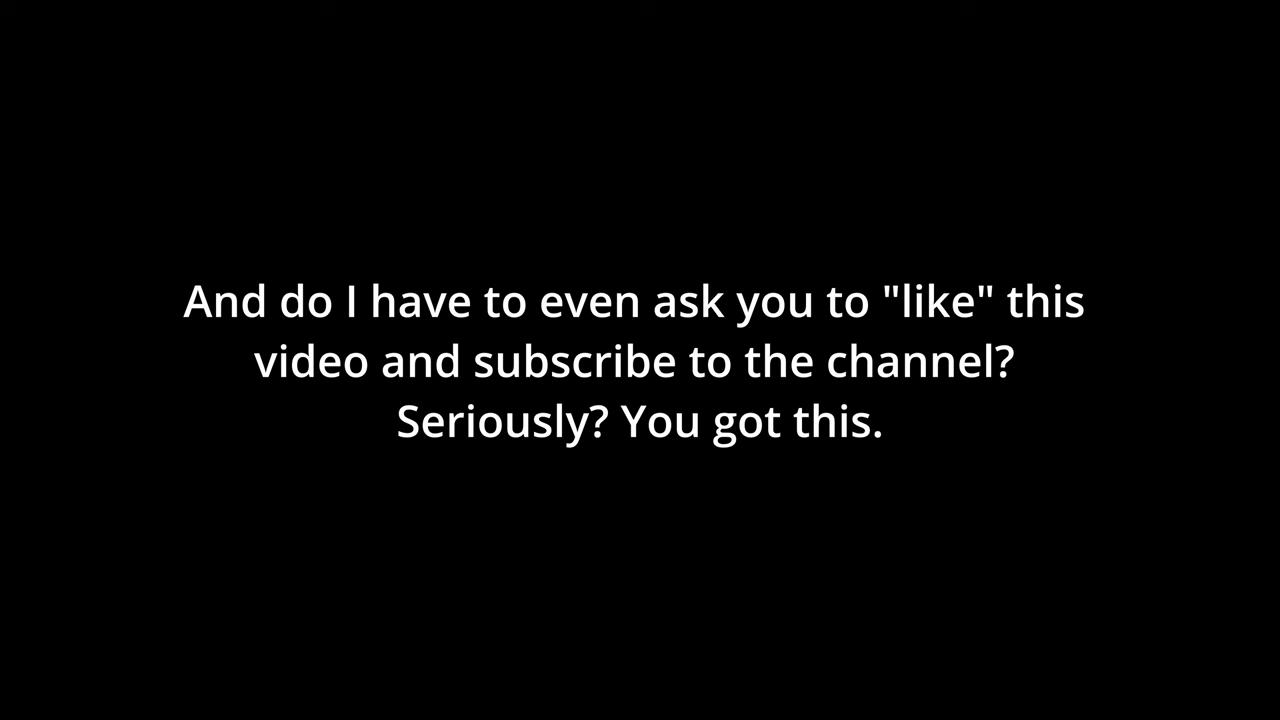 And do I have to even ask you to "like" this
video and subscribe to the channel?
Seriously? You got this.